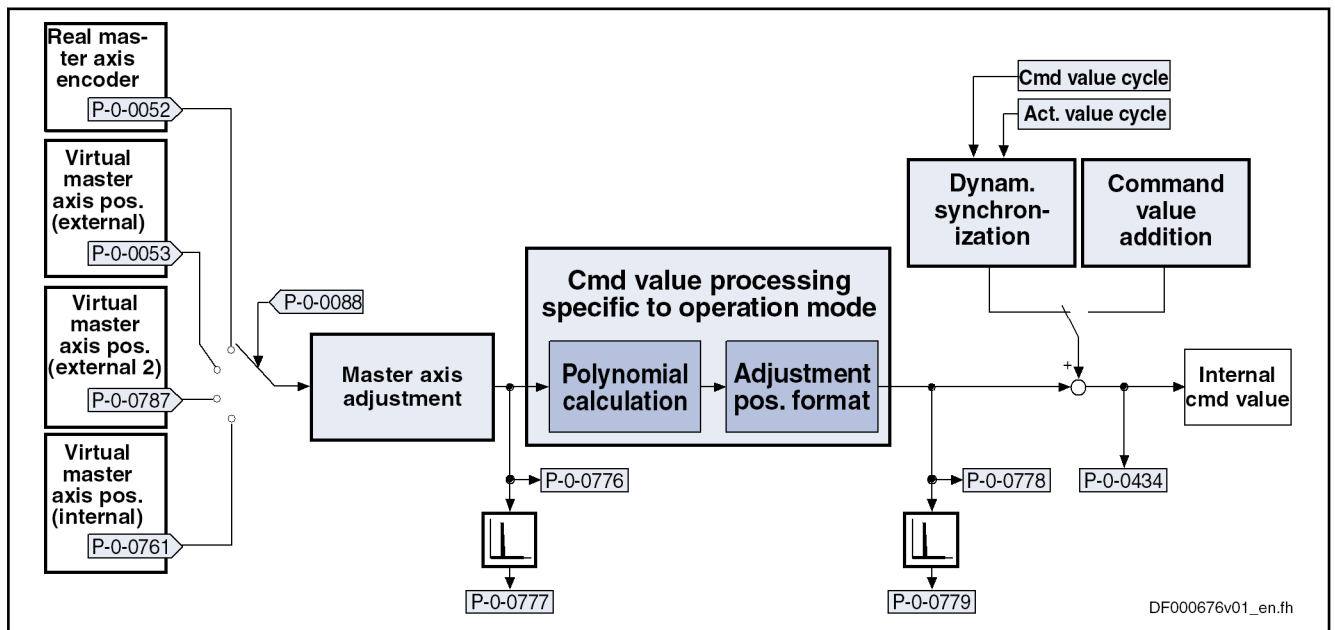 Real mas-
ter axis
encoder
P-0-0052
Virtual
master
axis pos.
(external)
P-0-0053
Virtual
master
axis pos.
(external 2)
P-0-0787
Virtual
master
axis pos.
(internal)
P-0-0761
P-0-0088
Master axis
adjustment
P-0-0776
P-0-0777
Cmd value processing
specific to operation mode
Polynomial
calculation
Adjustment
pos. format
P-0-0778
P-0-0779
Cmd value cycle
Act. value cycle
Dynam.
synchron-
ization
Command
value
addition
+
P-0-0434
Internal
cmd value
DF000676v01_en.fh